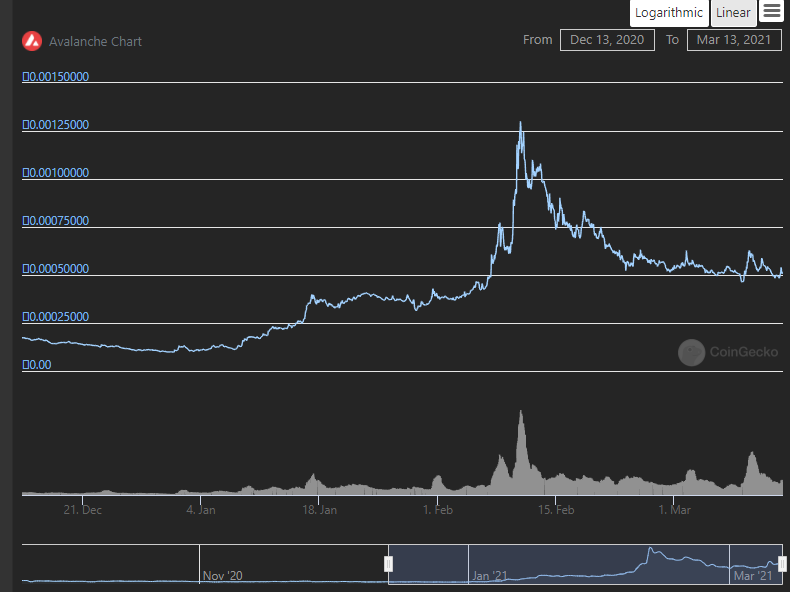 Logarithmic Linear
Avalanche Chart
From Dec 13, 2020 To Mar 13, 2021
0.00150000
0.00125000
0.00100000
0.00075000
0.00050000
0.00025000
0.00
CoinGecko
21. Dec 4. Jan 18. Jan 1. Feb 15. Feb 1. Mar
Nov '20 Jan '21 Mar '21